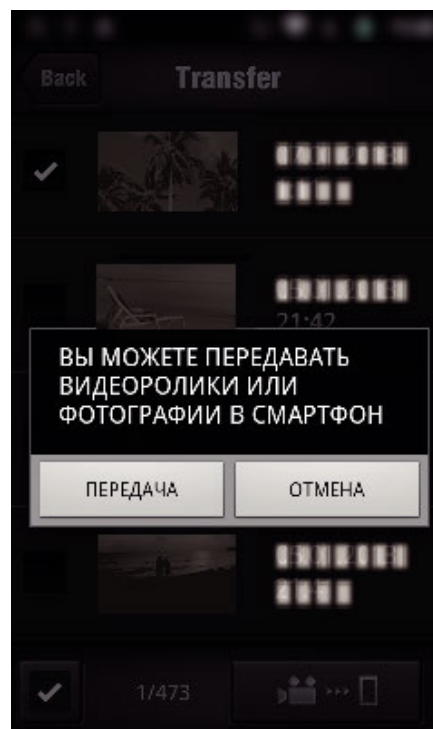 Back
Transfer
21:42
ВЫ МОЖЕТЕ ПЕРЕДАВАТЬ
ВИДЕОРОЛИКИ ИЛИ
ФОТОГРАФИИ В СМАРТФОН
ПЕРЕДАЧА
ОТМЕНА
1/473